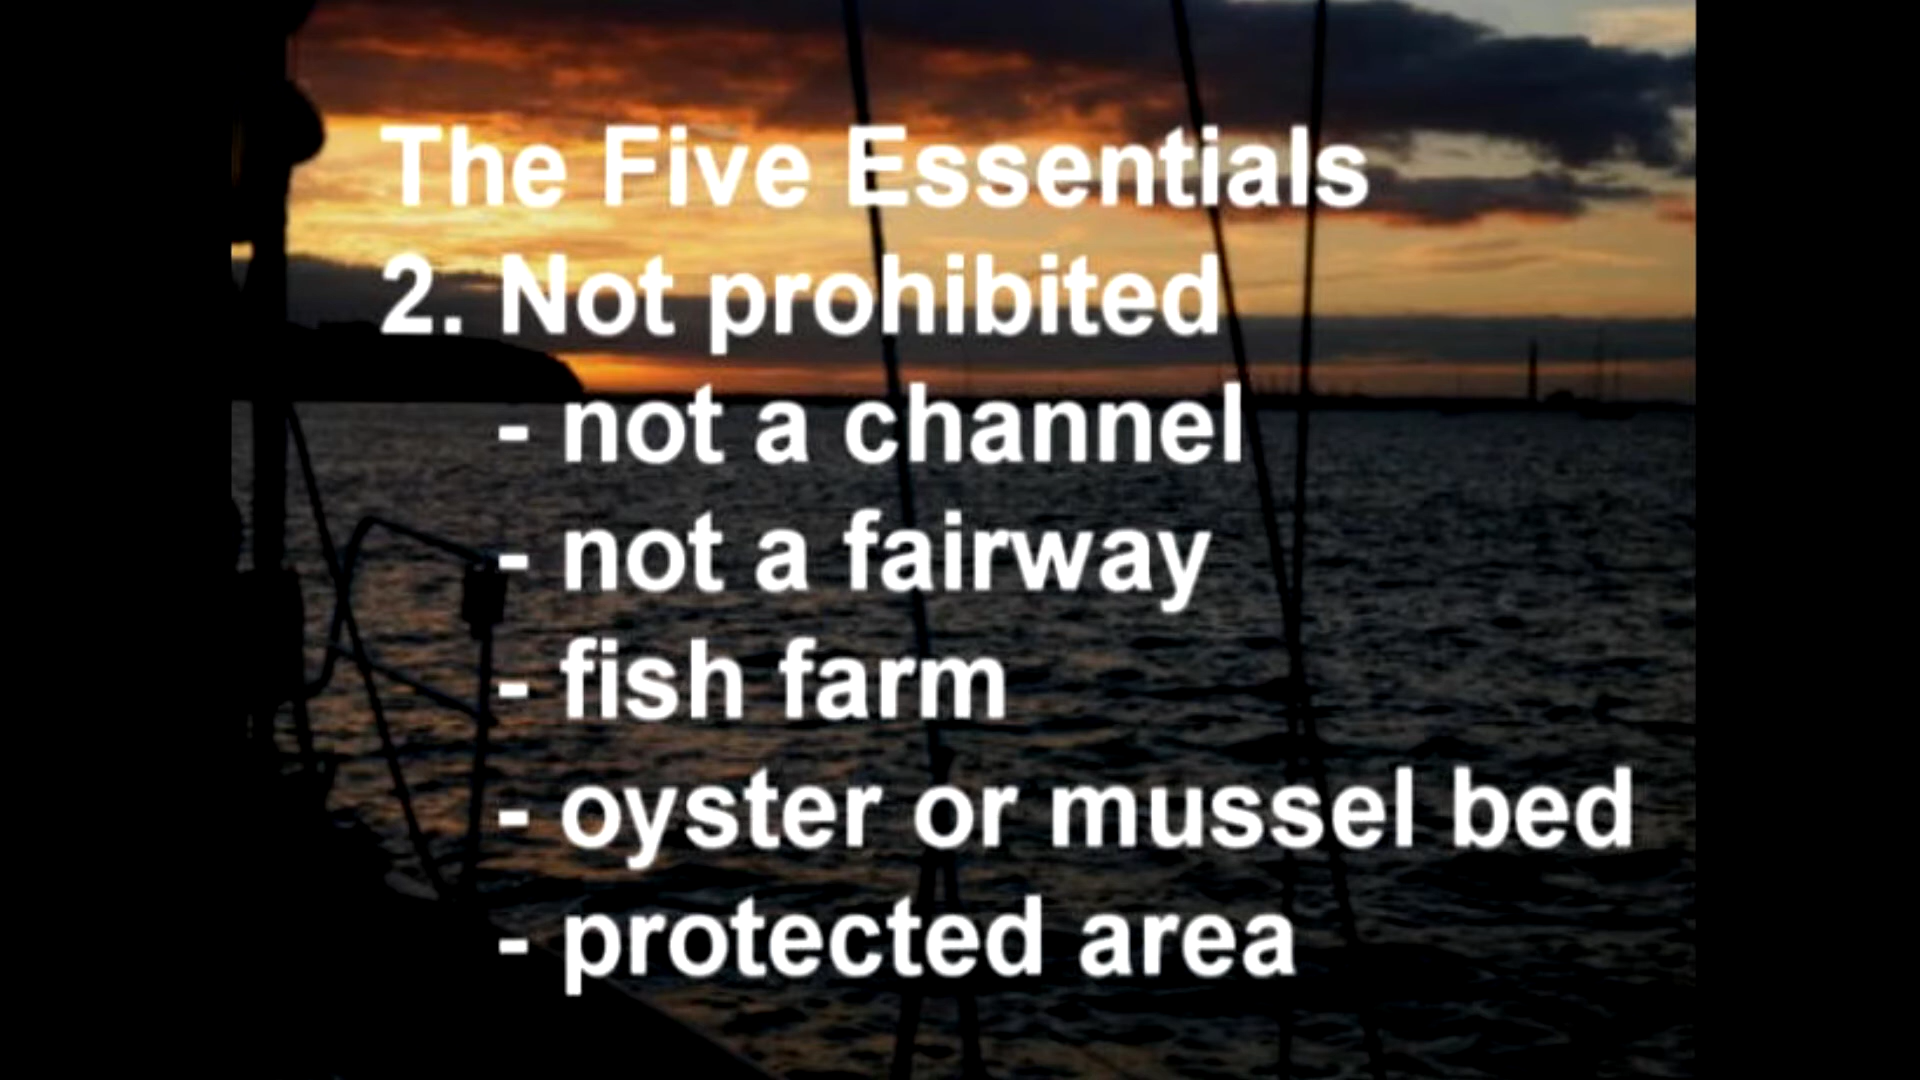 The Five Essentials
2. Not prohibited
- not a channel
- not a fairway
- fish farm
- oyster or mussel bed
- protected area